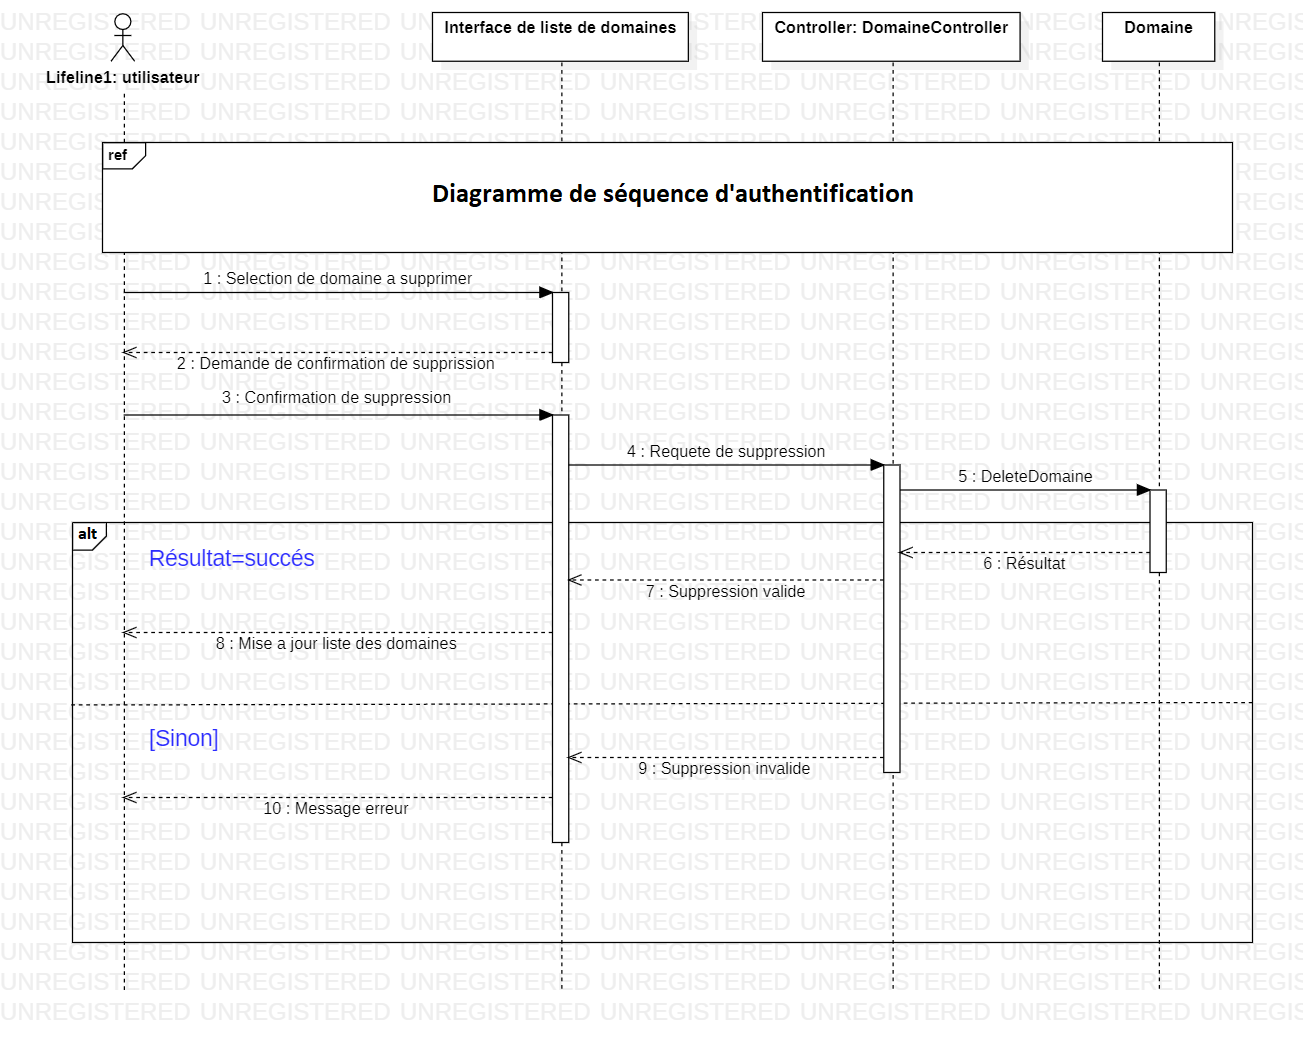 Interface de liste de domaines
Controller: DomaineController
Domaine
Lifeline1: utilisateur
ref
Diagramme de séquence d'authentification
1 : Selection de domaine a supprimer
2 : Demande de confirmation de supprission
3 : Confirmation de suppression
4 : Requete de suppression
5 : DeleteDomaine
alt
Résultat=succés
6 : Résultat
7 : Suppression valide
8 : Mise a jour liste des domaines
[Sinon]
9 : Suppression invalide
10 : Message erreur
UNREGISTERED